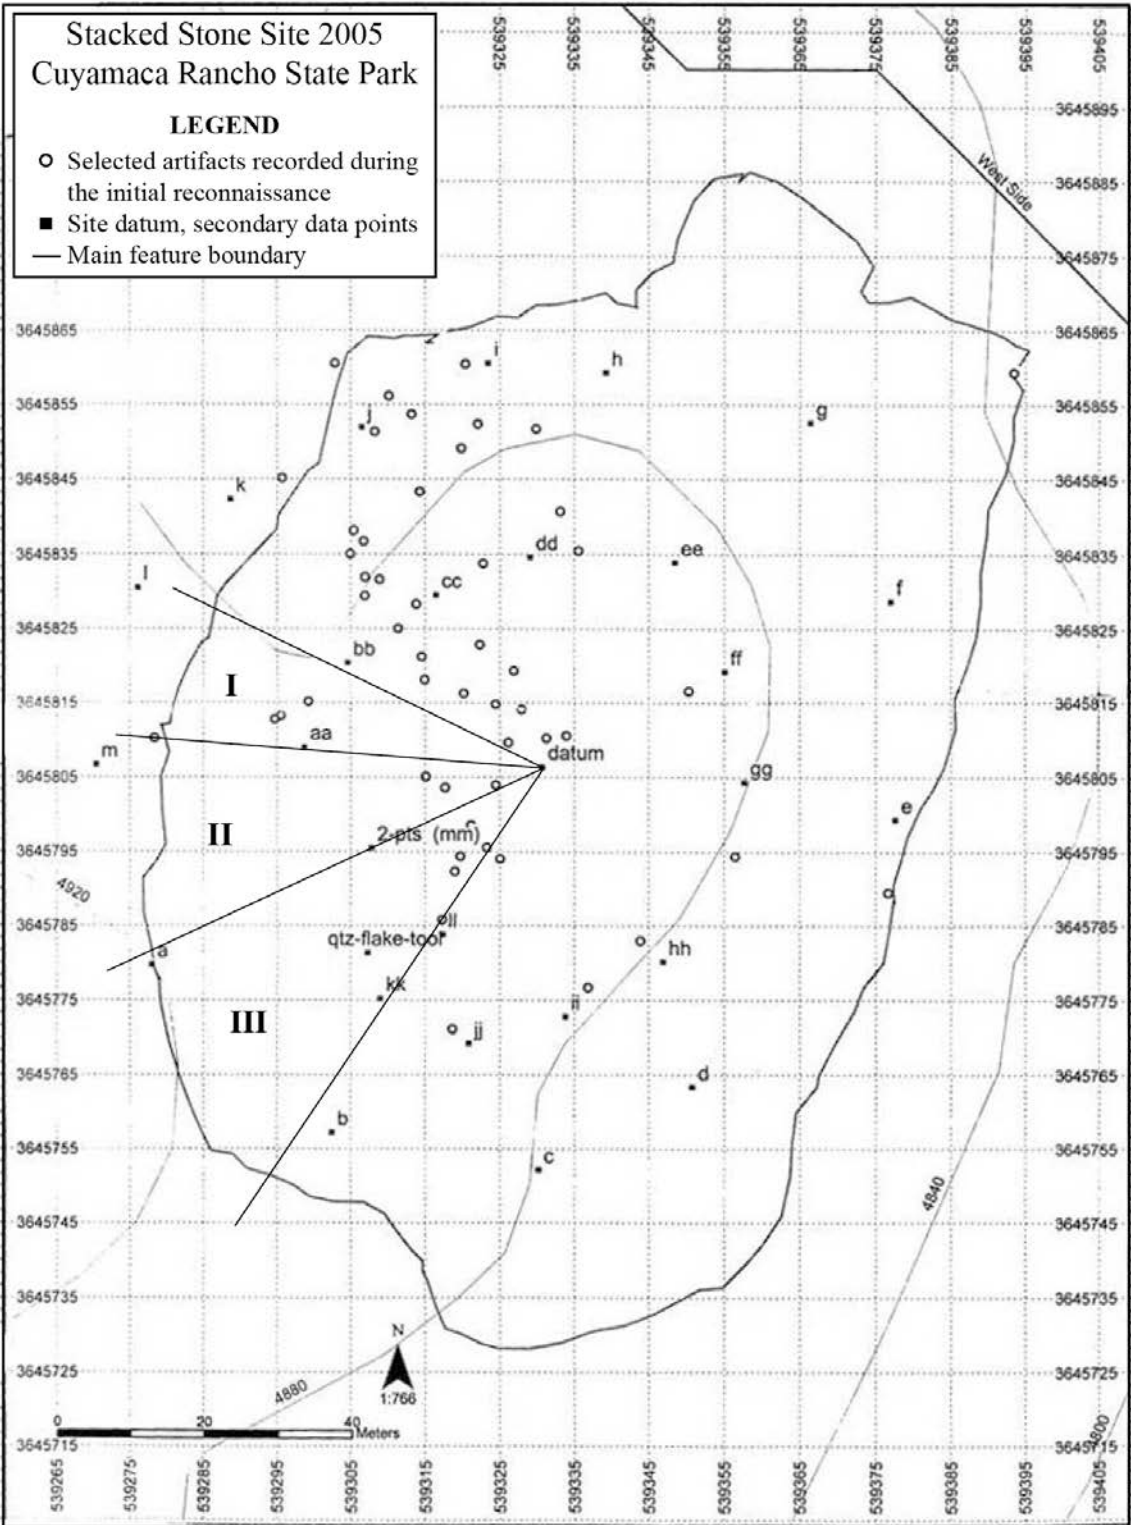 Stacked Stone Site 2005
Cuyamaca Rancho State Park
LEGEND
Selected artifacts recorded during
the initial reconnaissance
Site datum, secondary data points
Main feature boundary
539325 539335 539345 539355 539365 539375 539385 539395 539405
3645895
West Side
3645885
3645875
3645865 3645865
i
h
3645855 3645855
j
g
3645845 3645845
k
3645835 3645835
dd
ee
l
cc
f
3645825 3645825
bb
ff
I
3645815 3645815
aa
m
datum
3645805 3645805
gg
e
II
2-pts (mm)
3645795 3645795
4920
3645785 3645785
ll
qtz-flake-tool
a
hh
3645775 3645775
kk
ii
III
jj
3645765 3645765
d
b
3645755 3645755
c
4840
3645745 3645745
3645735 3645735
N
3645725 3645725
1:766
4880
0 20 40
Meters
4800
3645715 3645715
539265 539275 539285 539295 539305 539315 539325 539335 539345 539355 539365 539375 539385 539395 539405